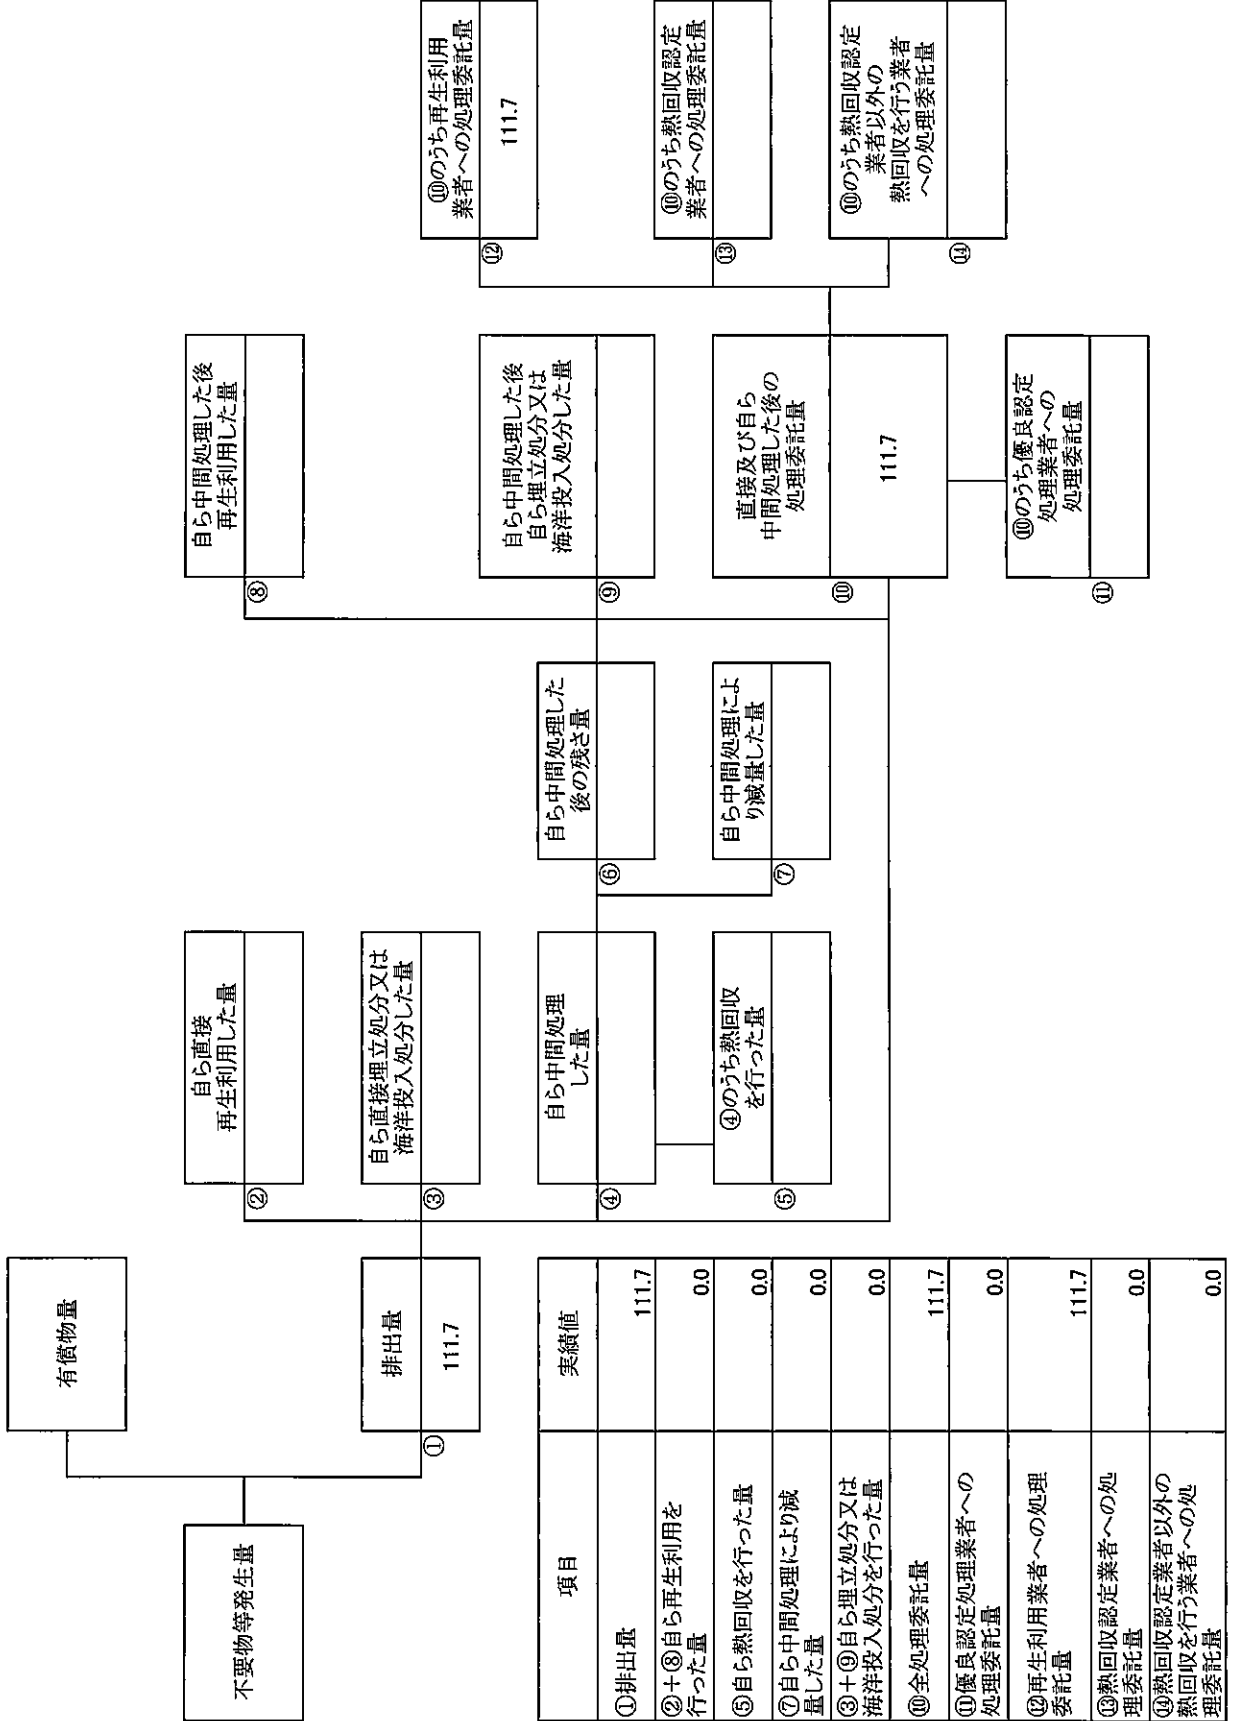 有償物量
不要物等発生量
排出量
①
111.7
自ら直接
再生利用した量
②
自ら直接埋立処分又は
海洋投入処分した量
③
自ら中間処理
した量
④
④のうち熱回収
を行った量
⑤
自ら中間処理した
後の残さ量
⑥
自ら中間処理によ
り減量した量
⑦
自ら中間処理した後
再生利用した量
⑧
自ら中間処理した後
自ら埋立処分又は
海洋投入処分した量
⑨
直接及び自ら
中間処理した後の
処理委託量
⑩
111.7
⑩のうち優良認定
処理業者への
処理委託量
⑪
⑩のうち再生利用
業者への処理委託量
⑫
111.7
⑩のうち熱回収認定
業者への処理委託量
⑬
⑩のうち熱回収認定
業者以外の
熱回収を行う業者
への処理委託量
⑭
項目 実績値
①排出量 111.7
②+⑧自ら再生利用を
行った量 0.0
⑤自ら熱回収を行った量 0.0
⑦自ら中間処理により減
量した量 0.0
③+⑨自ら埋立処分又は
海洋投入処分を行った量 0.0
⑩全処理委託量 111.7
⑪優良認定処理業者への
処理委託量 0.0
⑫再生利用業者への処理
委託量 111.7
⑬熱回収認定業者への処
理委託量 0.0
⑭熱回収認定業者以外の
熱回収を行う業者への処
理委託量 0.0